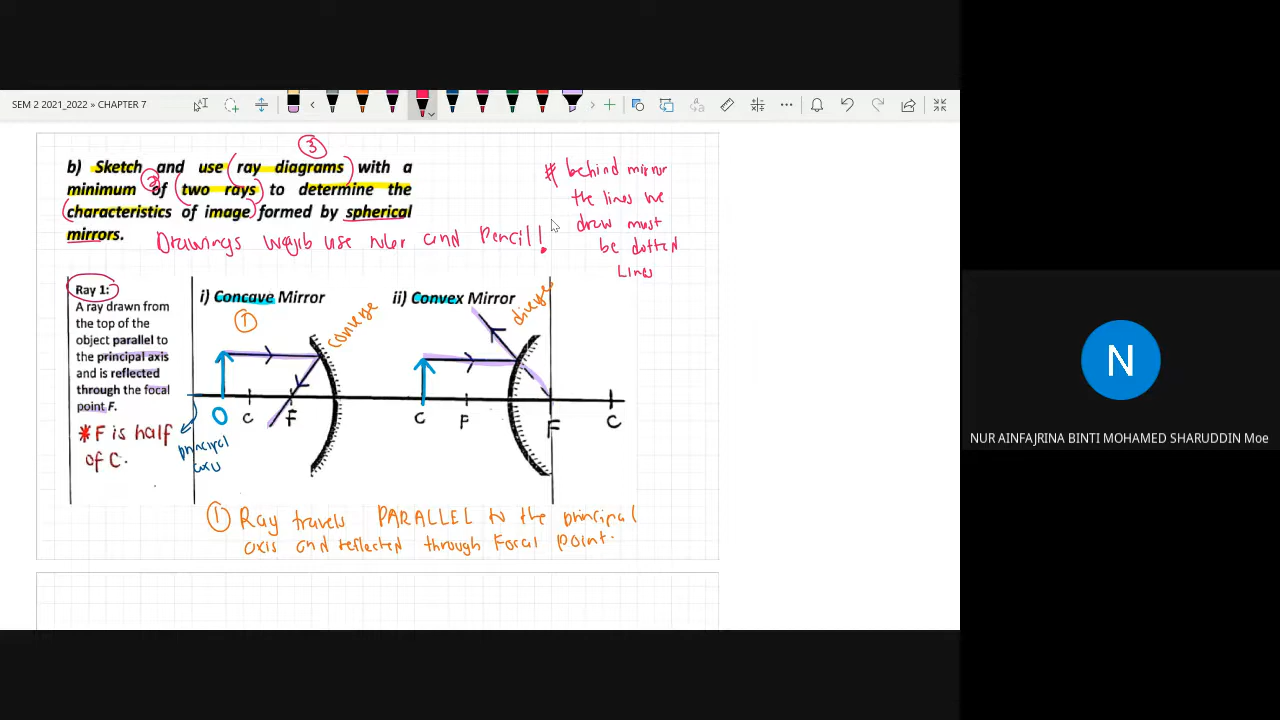 SEM 2 2021_2022 » CHAPTER 7
3
b) Sketch and use ray diagrams with a
2
minimum of two rays to determine the
characteristics of image formed by spherical
mirrors.
Drawings wajib use ruler and Pencil!
# behind mirror
the lines we
draw must
be dotted
Lines
Ray 1:
A ray drawn from
the top of the
object parallel to
the principal axis
and is reflected
through the focal
point F.
* F is half
of C.
i) Concave Mirror
1
converge
O
C
F
principal
axis
ii) Convex Mirror
diverge
C
F
F
C
1 Ray travels PARALLEL to the principal
axis and reflected through Focal point.
N
NUR AINFAJRINA BINTI MOHAMED SHARUDDIN Moe